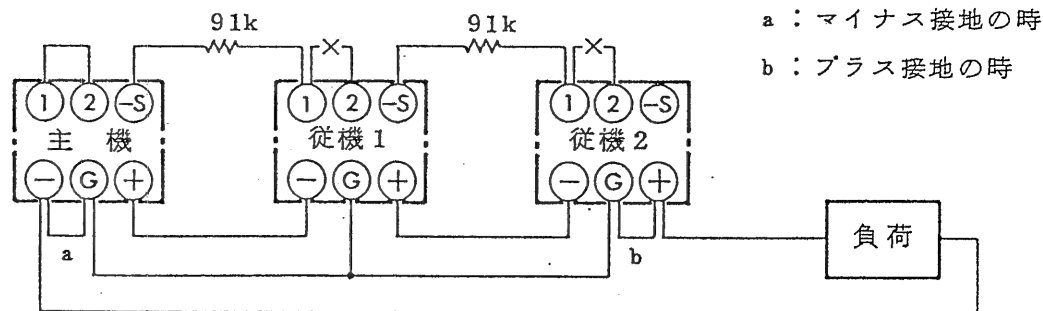 91k
91k
a：マイナス接地の時
b：プラス接地の時
1 2 -S
1 2 -S
1 2 -S
主機
従機1
従機2
- G +
- G +
- G +
a
b
負荷